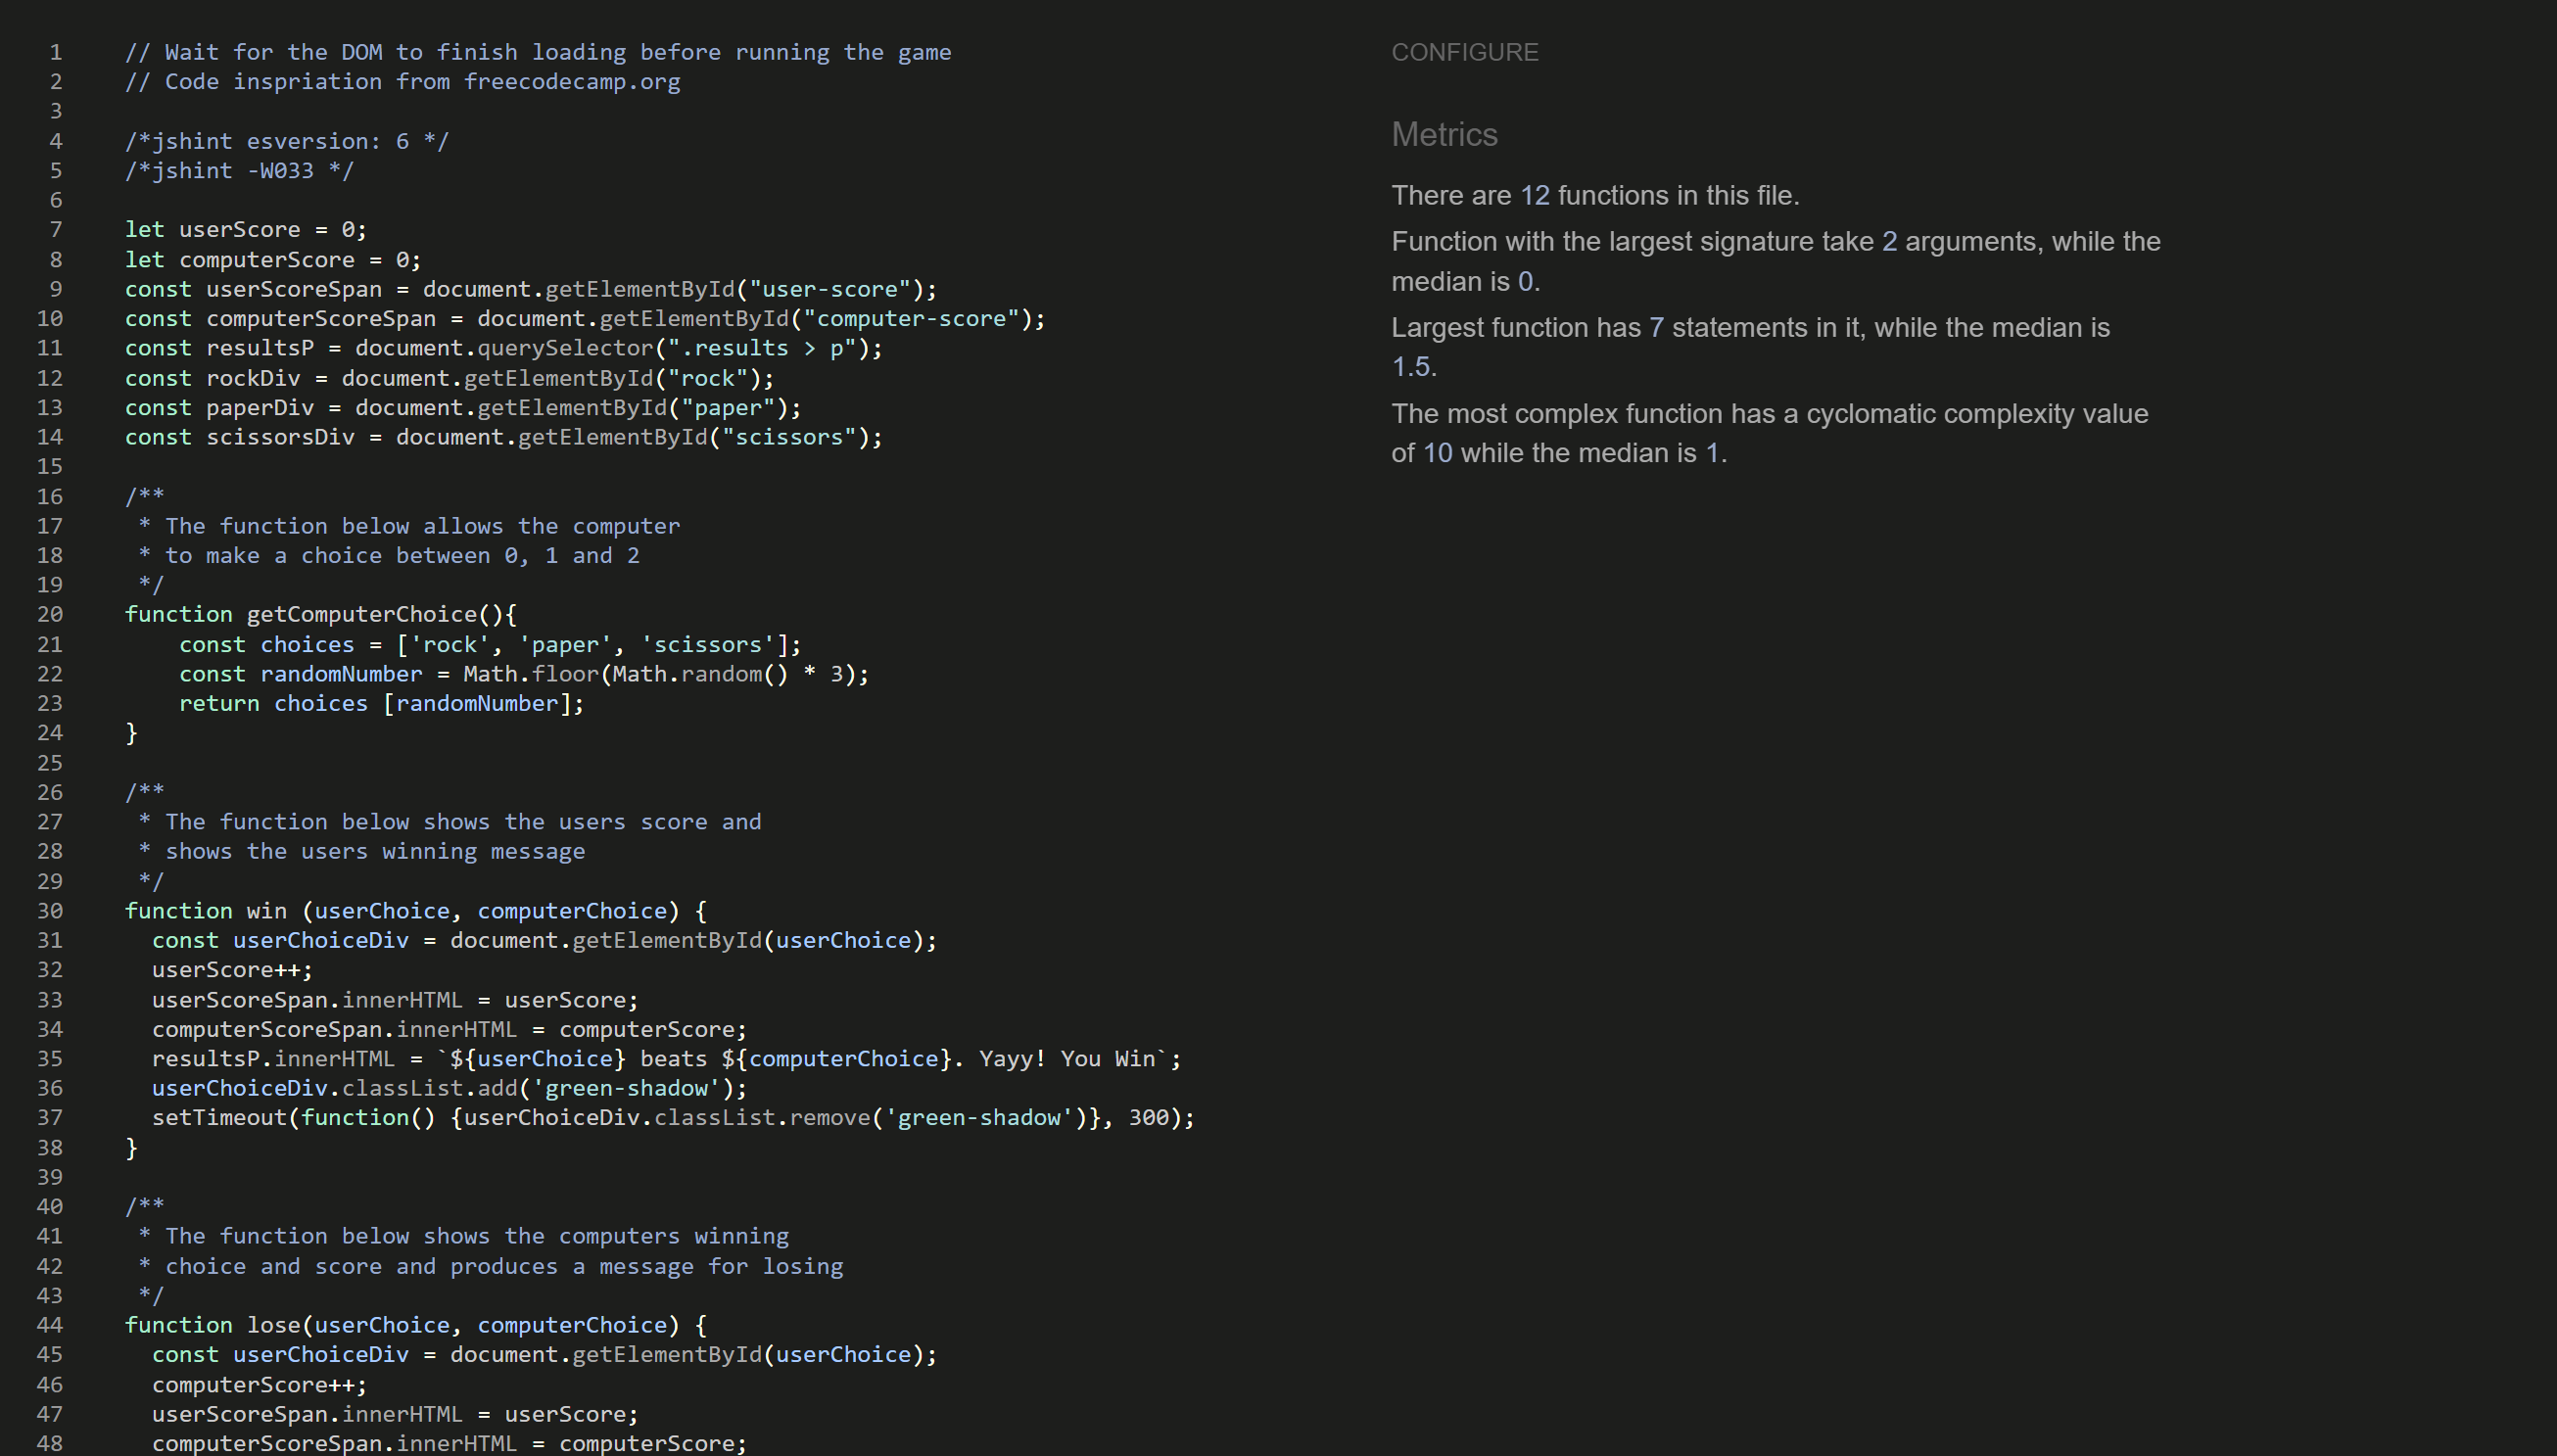 1 // Wait for the DOM to finish loading before running the game
2 // Code inspriation from freecodecamp.org
3
4 /*jshint esversion: 6 */
5 /*jshint -W033 */
6
7 let userScore = 0;
8 let computerScore = 0;
9 const userScoreSpan = document.getElementById("user-score");
10 const computerScoreSpan = document.getElementById("computer-score");
11 const resultsP = document.querySelector(".results > p");
12 const rockDiv = document.getElementById("rock");
13 const paperDiv = document.getElementById("paper");
14 const scissorsDiv = document.getElementById("scissors");
15
16 /**
17  * The function below allows the computer
18  * to make a choice between 0, 1 and 2
19  */
20 function getComputerChoice(){
21     const choices = ['rock', 'paper', 'scissors'];
22     const randomNumber = Math.floor(Math.random() * 3);
23     return choices [randomNumber];
24 }
25
26 /**
27  * The function below shows the users score and
28  * shows the users winning message
29  */
30 function win (userChoice, computerChoice) {
31   const userChoiceDiv = document.getElementById(userChoice);
32   userScore++;
33   userScoreSpan.innerHTML = userScore;
34   computerScoreSpan.innerHTML = computerScore;
35   resultsP.innerHTML = `${userChoice} beats ${computerChoice}. Yayy! You Win`;
36   userChoiceDiv.classList.add('green-shadow');
37   setTimeout(function() {userChoiceDiv.classList.remove('green-shadow')}, 300);
38 }
39
40 /**
41  * The function below shows the computers winning
42  * choice and score and produces a message for losing
43  */
44 function lose(userChoice, computerChoice) {
45   const userChoiceDiv = document.getElementById(userChoice);
46   computerScore++;
47   userScoreSpan.innerHTML = userScore;
48   computerScoreSpan.innerHTML = computerScore;
CONFIGURE
Metrics
There are 12 functions in this file.
Function with the largest signature take 2 arguments, while the
median is 0.
Largest function has 7 statements in it, while the median is
1.5.
The most complex function has a cyclomatic complexity value
of 10 while the median is 1.